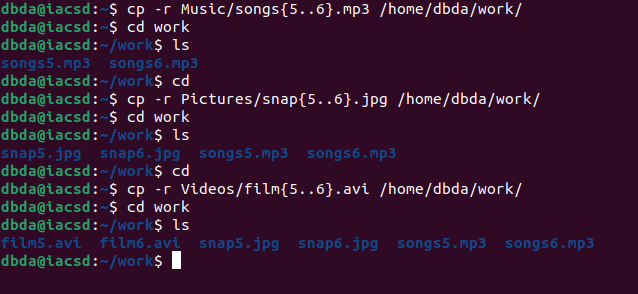 dbda@iacsd:~$ cp -r Music/songs{5..6}.mp3 /home/dbda/work/
dbda@iacsd:~$ cd work
dbda@iacsd:~/work$ ls
songs5.mp3  songs6.mp3
dbda@iacsd:~/work$ cd
dbda@iacsd:~$ cp -r Pictures/snap{5..6}.jpg /home/dbda/work/
dbda@iacsd:~$ cd work
dbda@iacsd:~/work$ ls
snap5.jpg  snap6.jpg  songs5.mp3  songs6.mp3
dbda@iacsd:~/work$ cd
dbda@iacsd:~$ cp -r Videos/film{5..6}.avi /home/dbda/work/
dbda@iacsd:~$ cd work
dbda@iacsd:~/work$ ls
film5.avi  film6.avi  snap5.jpg  snap6.jpg  songs5.mp3  songs6.mp3
dbda@iacsd:~/work$